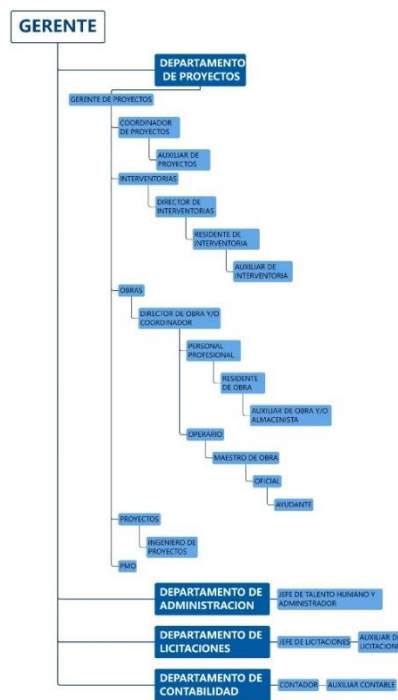 GERENTE
DEPARTAMENTO
DE PROYECTOS
GERENTE DE PROYECTOS
COORDINADOR
DE PROYECTOS
AUXILIAR DE
PROYECTOS
INTERVENTORIAS
DIRECTOR DE
INTERVENTORIAS
RESIDENTE DE
INTERVENTORIA
AUXILIAR DE
INTERVENTORIA
OBRAS
DIRECTOR DE OBRA Y/O
COORDINADOR
PERSONAL
PROFESIONAL
RESIDENTE
DE OBRA
AUXILIAR DE OBRA Y/O
ALMACENISTA
OPERARIO
MAESTRO DE OBRA
OFICIAL
AYUDANTE
PROYECTOS
INGENIERO DE
PROYECTOS
PMO
DEPARTAMENTO DE
ADMINISTRACION
JEFE DE TALENTO HUMANO Y
ADMINISTRADOR
DEPARTAMENTO DE
LICITACIONES
JEFE DE LICITACIONES
AUXILIAR DE
LICITACIONE
DEPARTAMENTO DE
CONTABILIDAD
CONTADOR
AUXILIAR CONTABLE